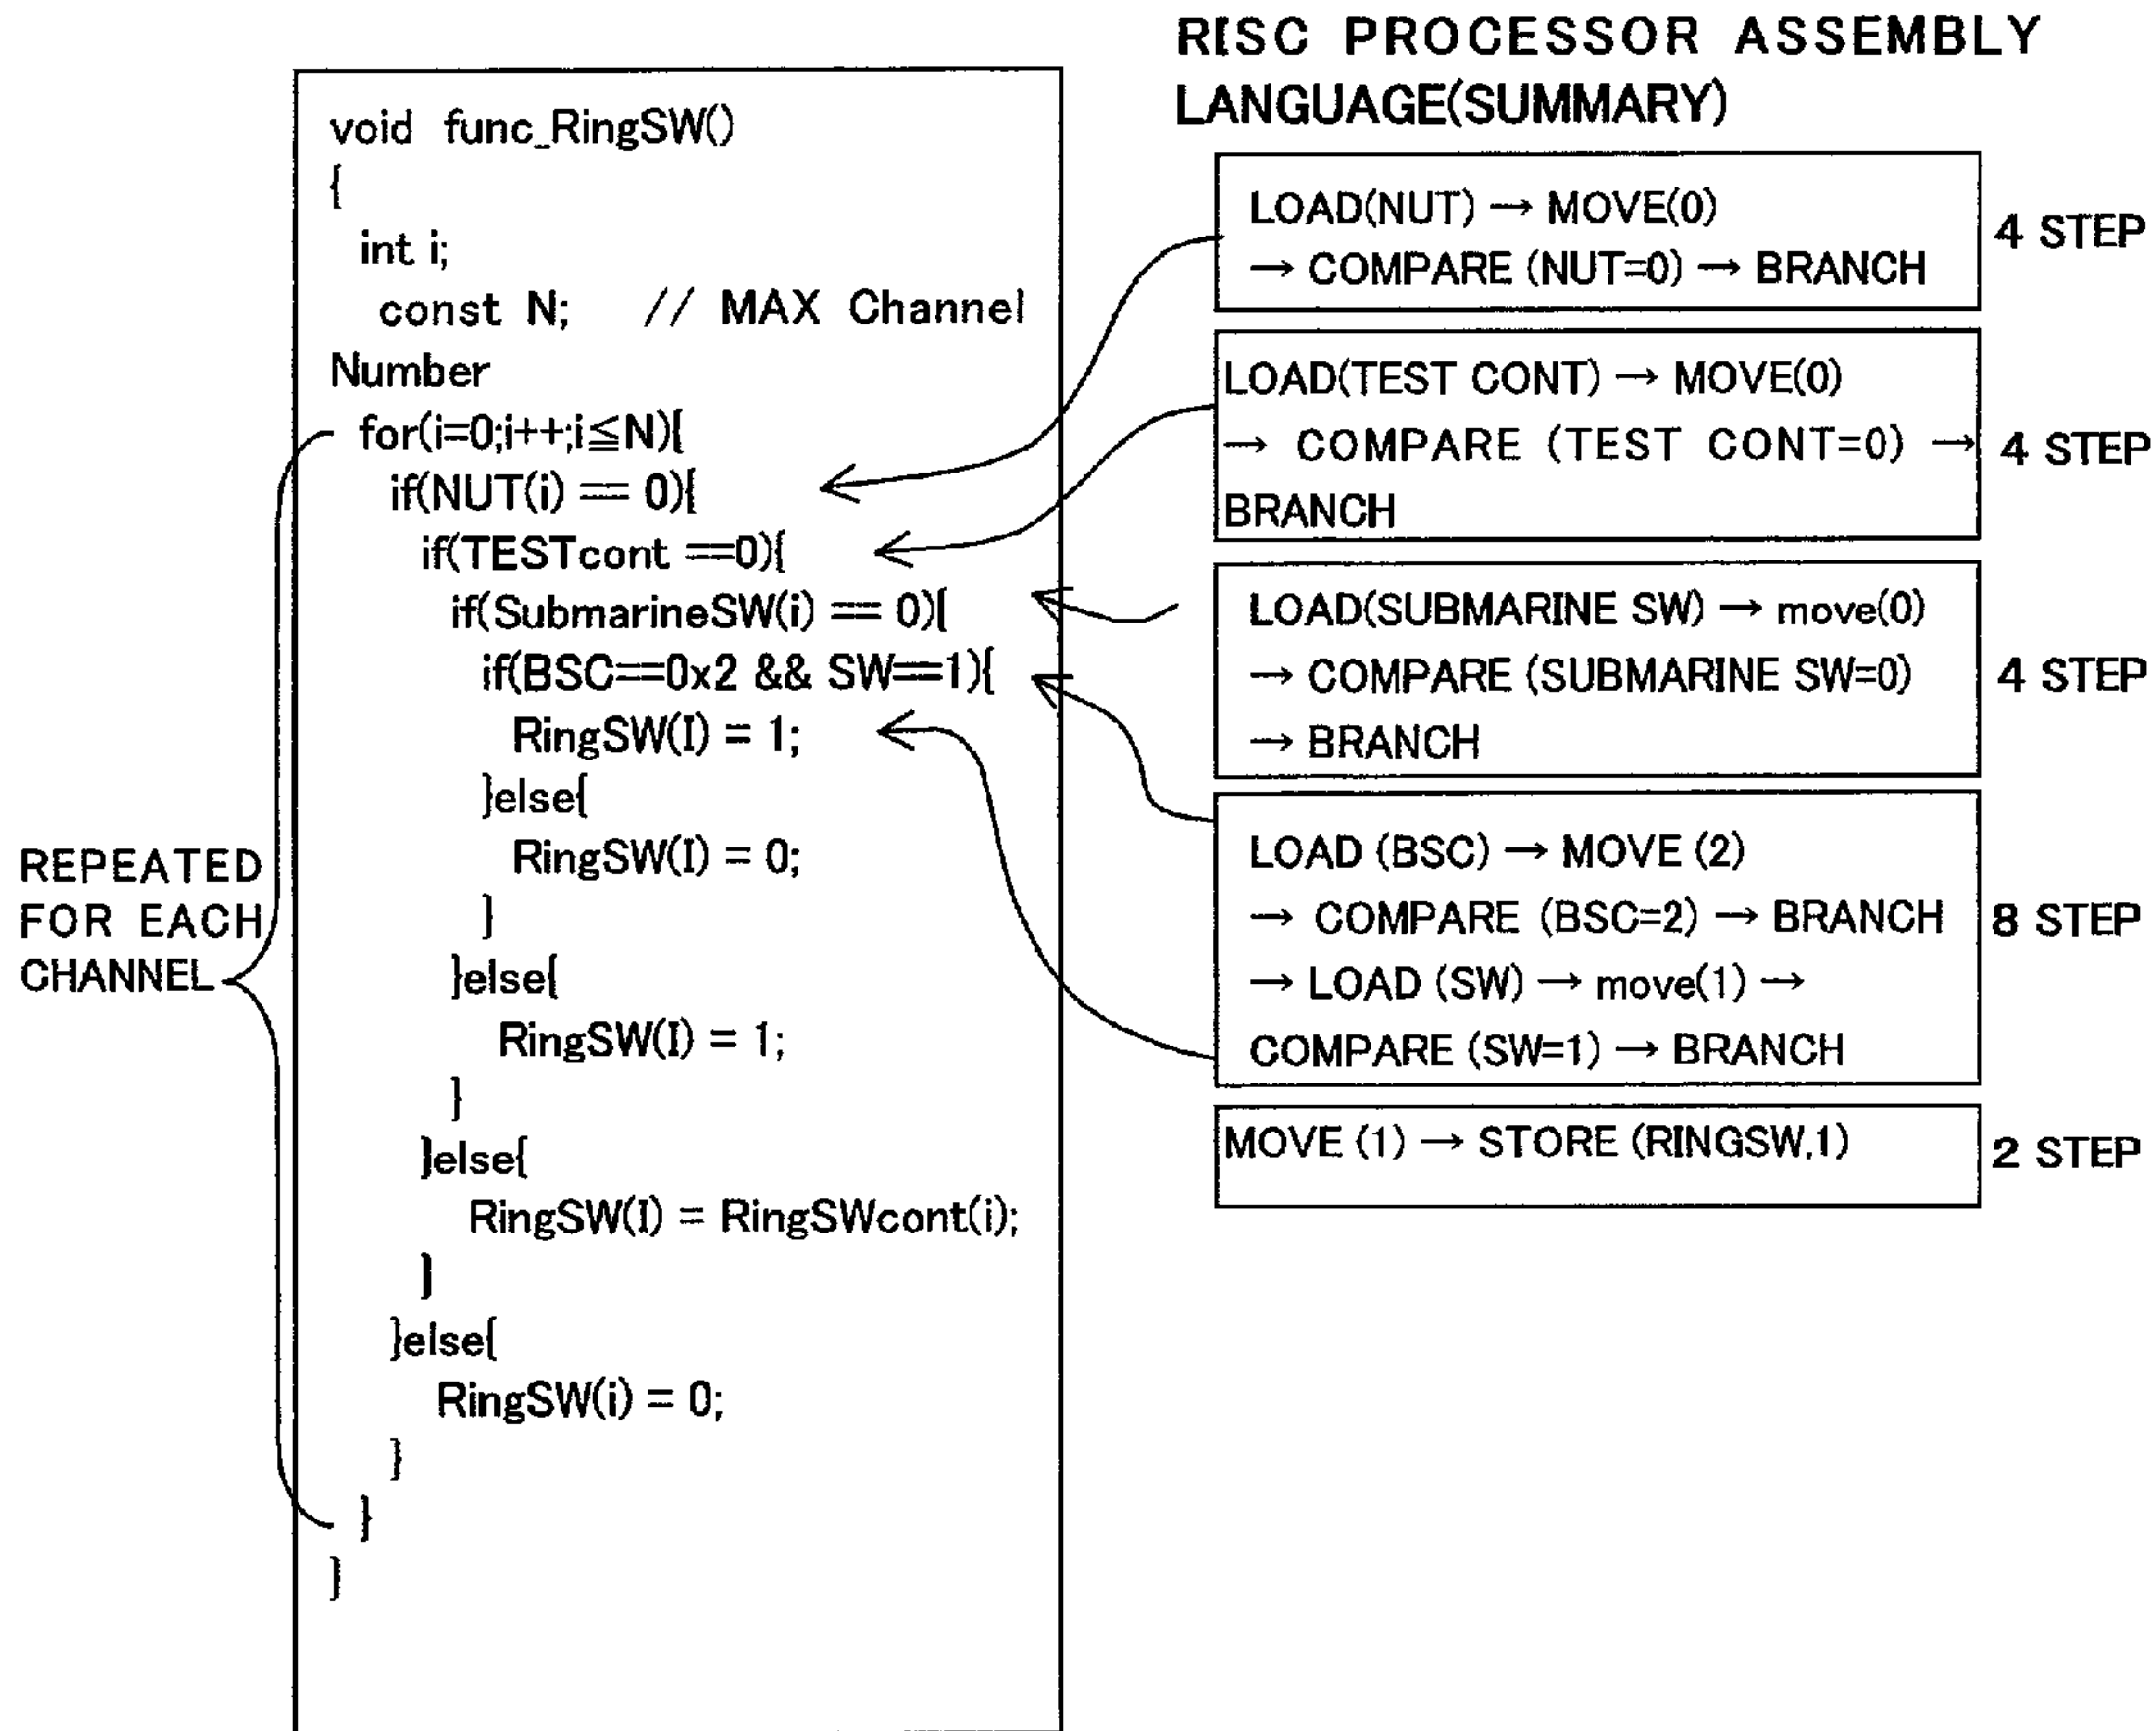 RISC PROCESSOR ASSEMBLY
LANGUAGE(SUMMARY)
void func_RingSW()
{
int i;
const N; // MAX Channel
Number
for(i=0;i++;i≦N){
if(NUT(i) == 0){
if(TESTcont ==0){
if(SubmarineSW(i) == 0){
if(BSC==0x2 && SW==1){
RingSW(I) = 1;
}else{
RingSW(I) = 0;
}
}else{
RingSW(I) = 1;
}
}else{
RingSW(I) = RingSWcont(i);
}
}else{
RingSW(i) = 0;
}
}
}
REPEATED
FOR EACH
CHANNEL
LOAD(NUT) → MOVE(0)
→ COMPARE (NUT=0) → BRANCH
4 STEP
LOAD(TEST CONT) → MOVE(0)
→ COMPARE (TEST CONT=0) →
BRANCH
4 STEP
LOAD(SUBMARINE SW) → move(0)
→ COMPARE (SUBMARINE SW=0)
→ BRANCH
4 STEP
LOAD (BSC) → MOVE (2)
→ COMPARE (BSC=2) → BRANCH
→ LOAD (SW) → move(1) →
COMPARE (SW=1) → BRANCH
8 STEP
MOVE (1) → STORE (RINGSW,1)
2 STEP